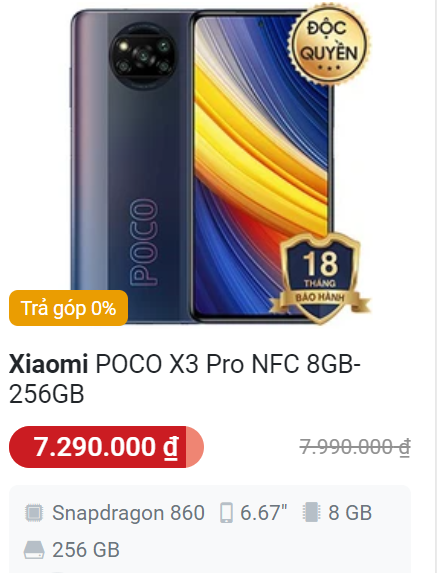 ĐỘC
QUYỀN
POCO
18
THÁNG
BẢO HÀNH
Trả góp 0%
Xiaomi POCO X3 Pro NFC 8GB-
256GB
7.290.000 ₫
7.990.000 ₫
Snapdragon 860 6.67" 8 GB
256 GB